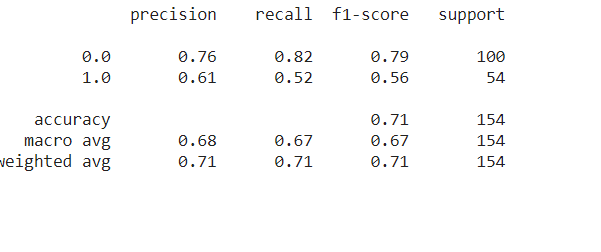 precision recall f1-score support
0.0 0.76 0.82 0.79 100
1.0 0.61 0.52 0.56 54
accuracy 0.71 154
macro avg 0.68 0.67 0.67 154
weighted avg 0.71 0.71 0.71 154